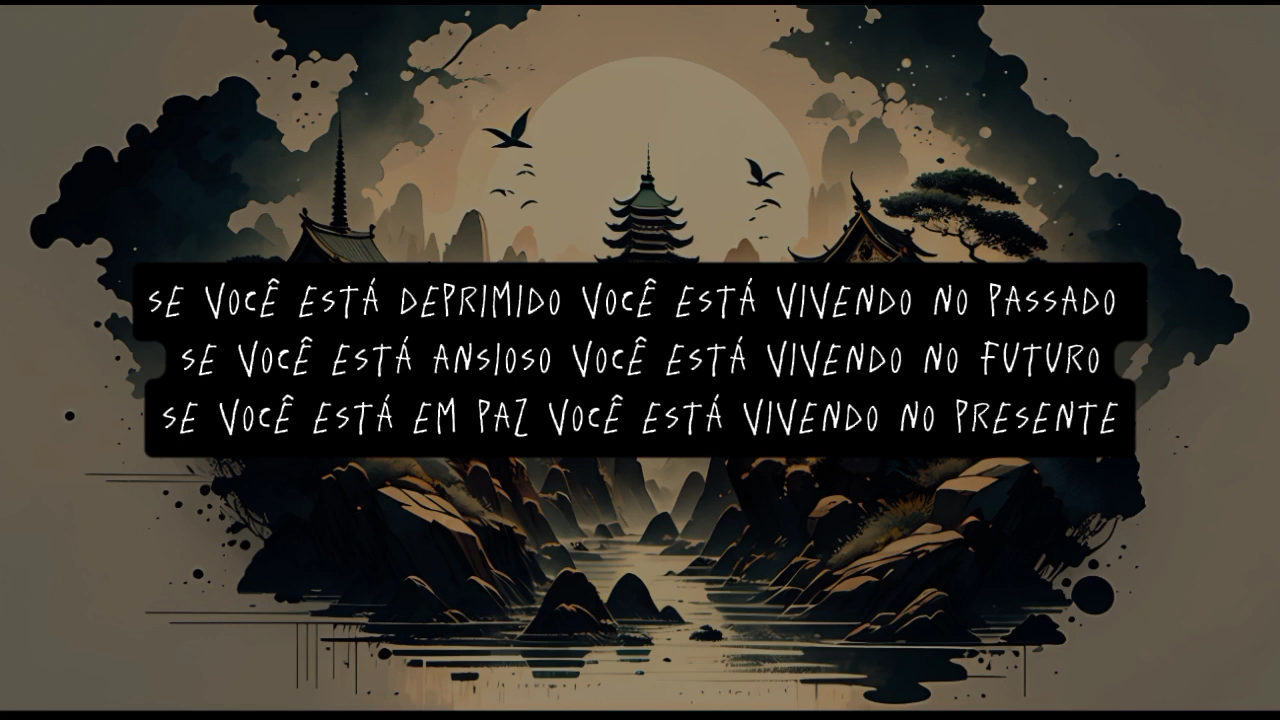 SE VOCÊ ESTÁ DEPRIMIDO VOCÊ ESTÁ VIVENDO NO PASSADO
SE VOCÊ ESTÁ ANSIOSO VOCÊ ESTÁ VIVENDO NO FUTURO
SE VOCÊ ESTÁ EM PAZ VOCÊ ESTÁ VIVENDO NO PRESENTE